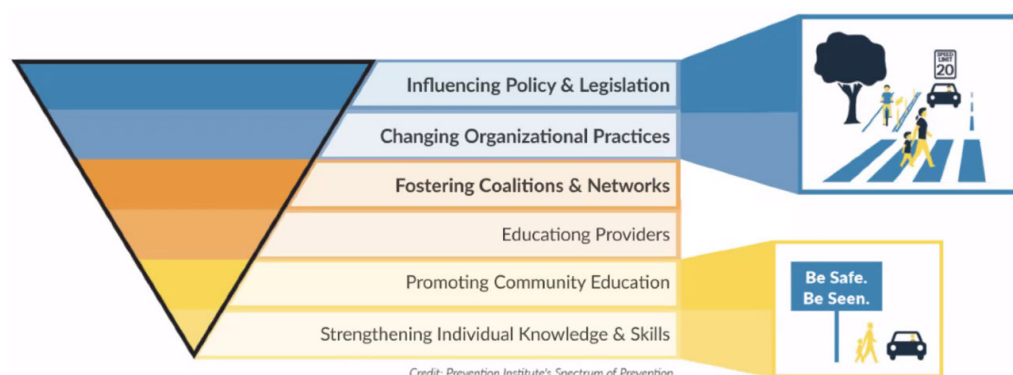 Influencing Policy & Legislation
Changing Organizational Practices
Fostering Coalitions & Networks
Educationg Providers
Promoting Community Education
Strengthening Individual Knowledge & Skills
Credit: Prevention Institute's Spectrum of Prevention
SPEED
LIMIT
20
Be Safe.
Be Seen.